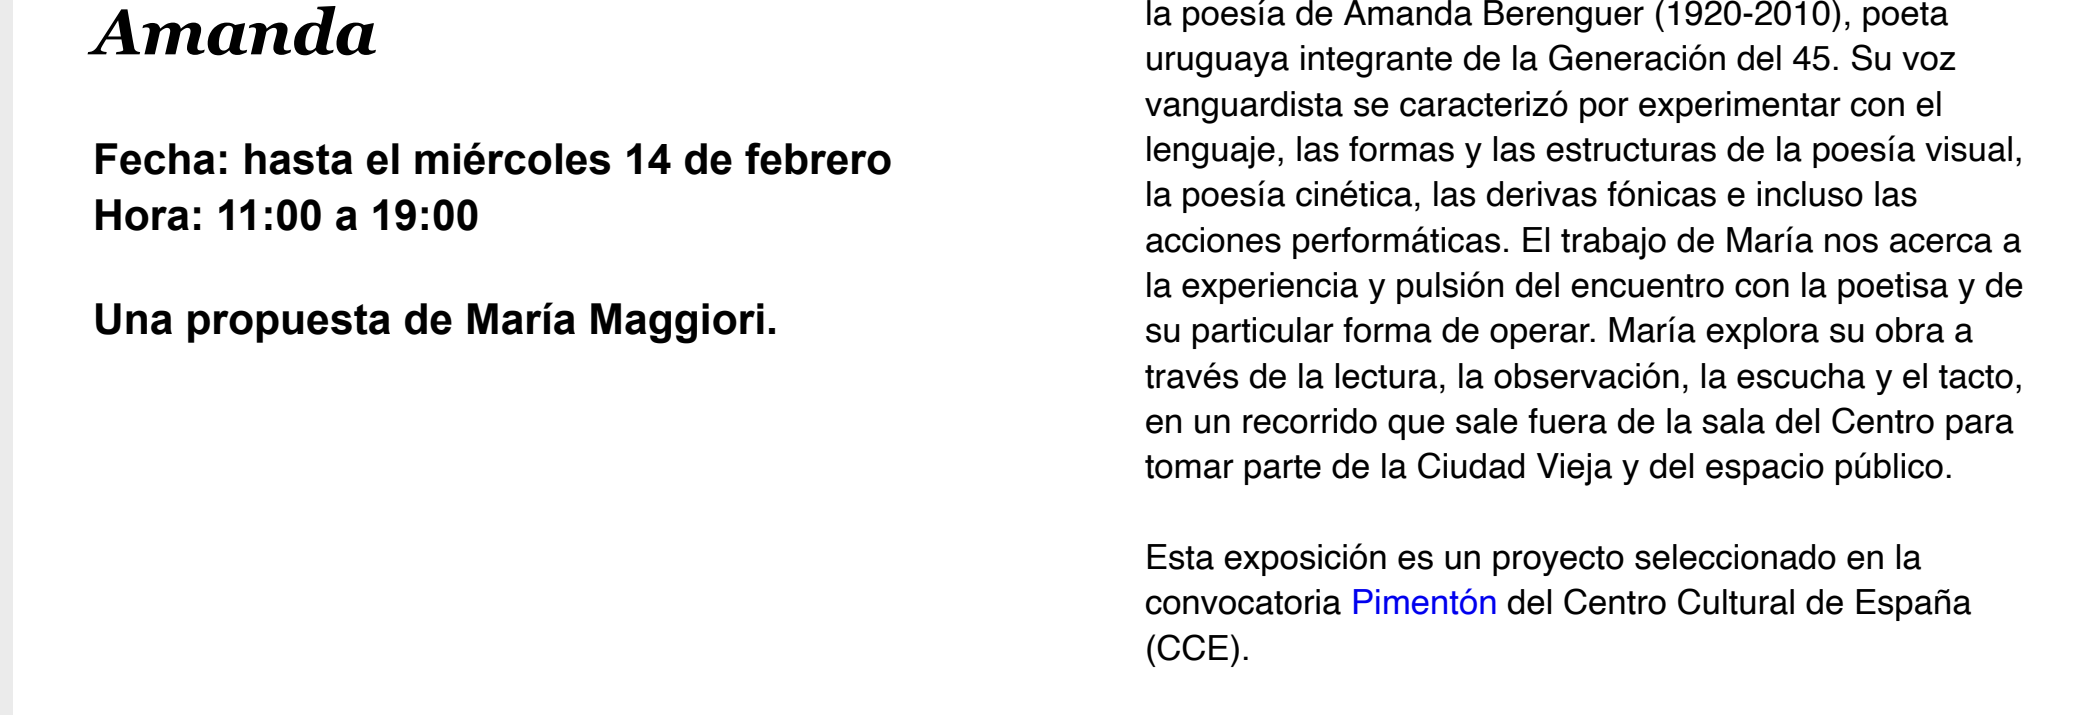 Amanda
Fecha: hasta el miércoles 14 de febrero
Hora: 11:00 a 19:00
Una propuesta de María Maggiori.
la poesía de Amanda Berenguer (1920-2010), poeta
uruguaya integrante de la Generación del 45. Su voz
vanguardista se caracterizó por experimentar con el
lenguaje, las formas y las estructuras de la poesía visual,
la poesía cinética, las derivas fónicas e incluso las
acciones performáticas. El trabajo de María nos acerca a
la experiencia y pulsión del encuentro con la poetisa y de
su particular forma de operar. María explora su obra a
través de la lectura, la observación, la escucha y el tacto,
en un recorrido que sale fuera de la sala del Centro para
tomar parte de la Ciudad Vieja y del espacio público.
Esta exposición es un proyecto seleccionado en la
convocatoria Pimentón del Centro Cultural de España
(CCE).